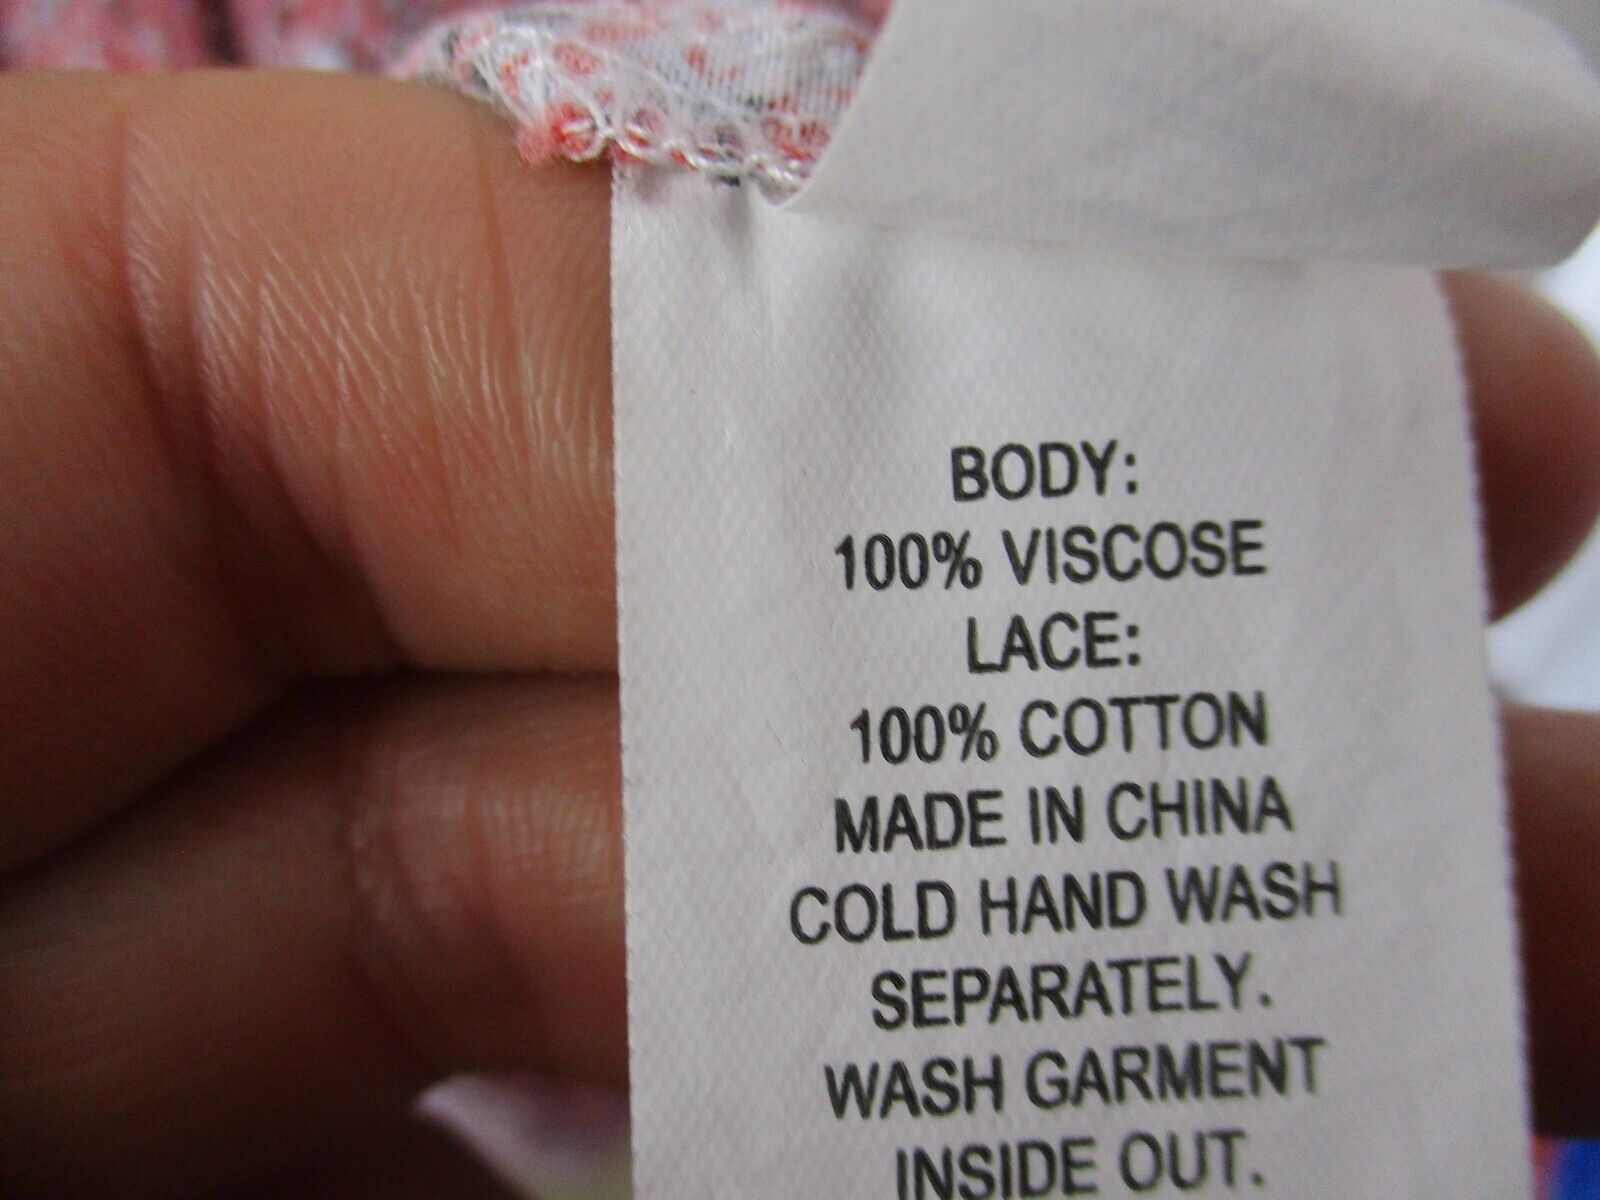 BODY:
100% VISCOSE
LACE:
100% COTTON
MADE IN CHINA
COLD HAND WASH
SEPARATELY.
WASH GARMENT
INSIDE OUT.